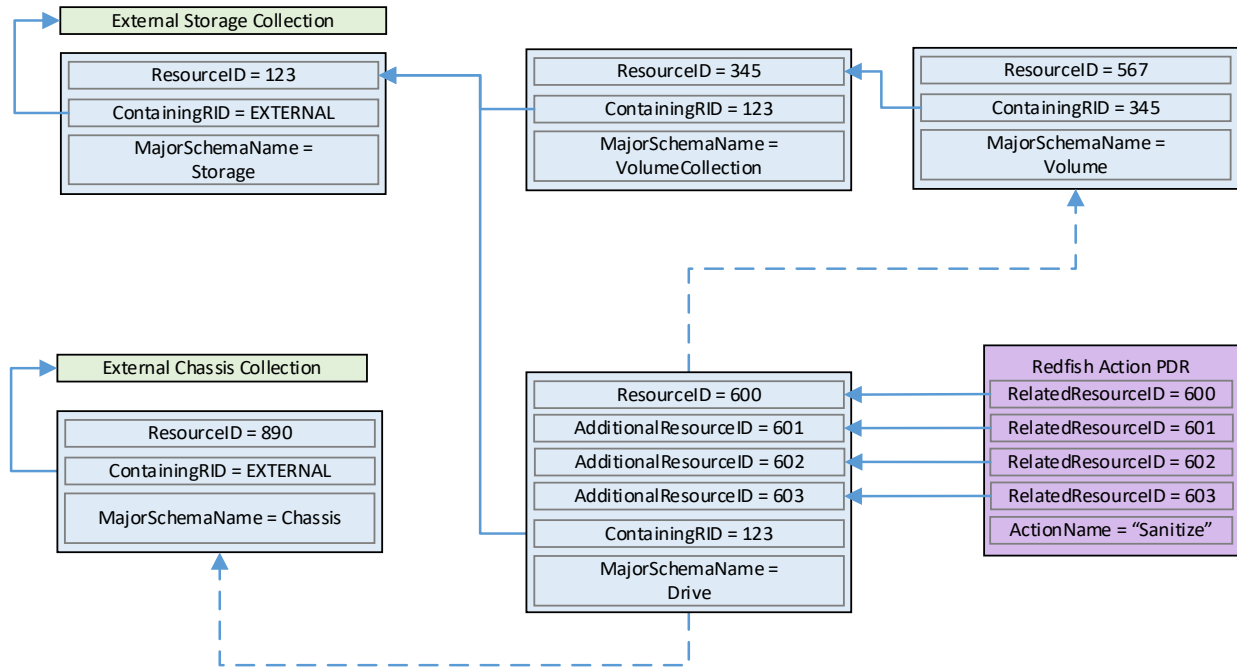 External Storage Collection
ResourceID = 123
ContainingRID = EXTERNAL
MajorSchemaName =
Storage
ResourceID = 345
ContainingRID = 123
MajorSchemaName =
VolumeCollection
ResourceID = 567
ContainingRID = 345
MajorSchemaName =
Volume
External Chassis Collection
ResourceID = 890
ContainingRID = EXTERNAL
MajorSchemaName = Chassis
ResourceID = 600
AdditionalResourceID = 601
AdditionalResourceID = 602
AdditionalResourceID = 603
ContainingRID = 123
MajorSchemaName =
Drive
Redfish Action PDR
RelatedResourceID = 600
RelatedResourceID = 601
RelatedResourceID = 602
RelatedResourceID = 603
ActionName = “Sanitize”